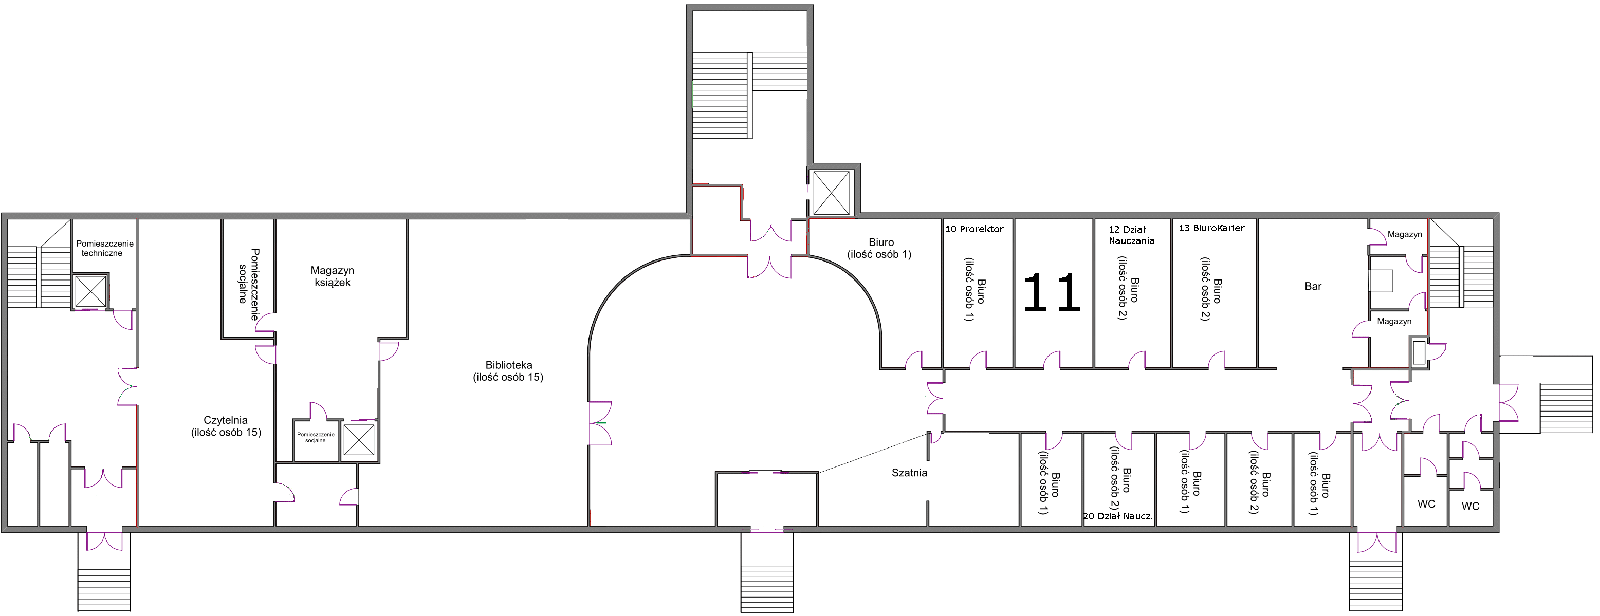 Pomieszczenie
techniczne
Pomieszczenie
socjalne
Magazyn
książek
Czytelnia
(ilość osób 15)
Pomieszczenie
socjalne
Biblioteka
(ilość osób 15)
Biuro
(ilość osób 1)
10 Prorektor
Biuro
(ilość osób 1)
11
12 Dział
Nauczania
Biuro
(ilość osób 2)
13 BiuroKarier
Biuro
(ilość osób 2)
Bar
Magazyn
Magazyn
Szatnia
Biuro
(ilość osób 1)
Biuro
(ilość osób 2)
20 Dział Naucz.
Biuro
(ilość osób 1)
Biuro
(ilość osób 2)
Biuro
(ilość osób 1)
WC
WC